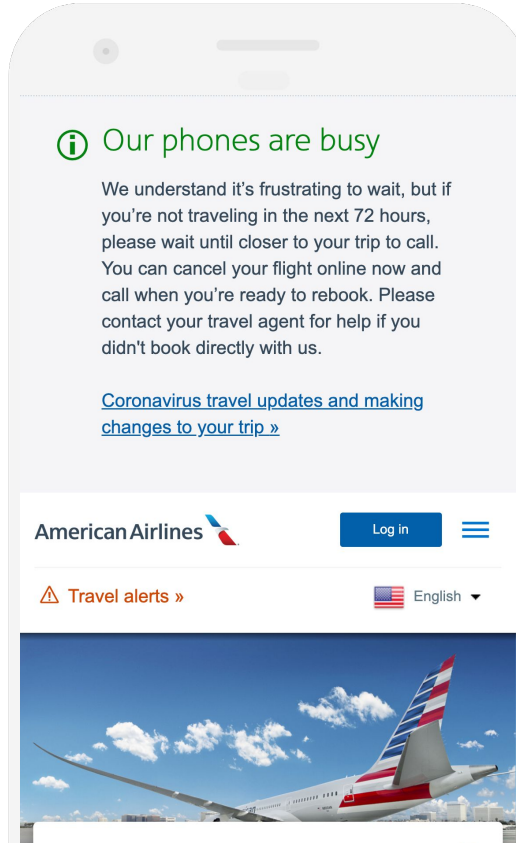 Our phones are busy
We understand it’s frustrating to wait, but if
you’re not traveling in the next 72 hours,
please wait until closer to your trip to call.
You can cancel your flight online now and
call when you’re ready to rebook. Please
contact your travel agent for help if you
didn't book directly with us.
Coronavirus travel updates and making
changes to your trip »
American Airlines
Log in
Travel alerts »
English